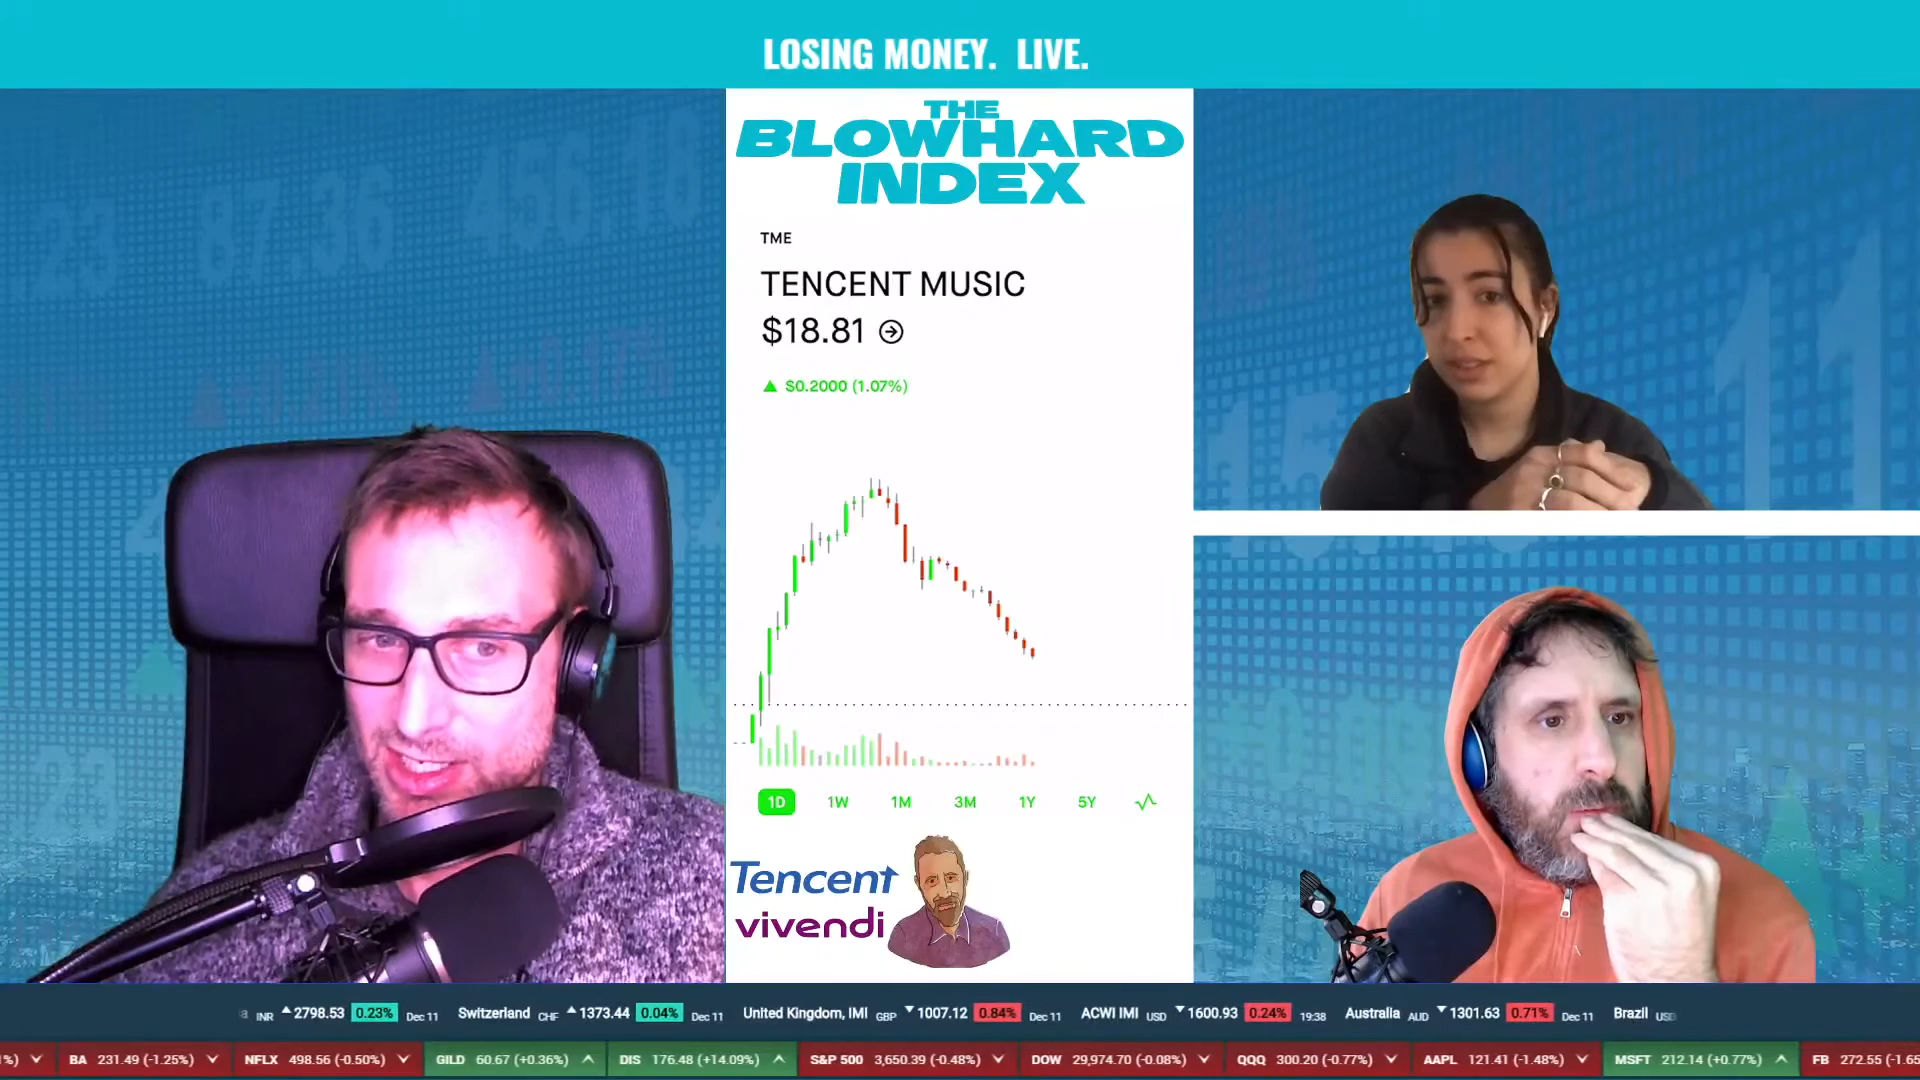 LOSING MONEY. LIVE.
THE
BLOWHARD
INDEX
TME
TENCENT MUSIC
$18.81
$0.2000 (1.07%)
1D 1W 1M 3M 1Y 5Y
Tencent
vivendi
a INR 2798.53 0.23% Dec 11 Switzerland CHF 1373.44 0.04% Dec 11 United Kingdom, IMI GBP 1007.12 0.84% Dec 11 ACWI IMI USD 1600.93 0.24% 19:38 Australia AUD 1301.63 0.71% Dec 11 Brazil USD
%) BA 231.49 (-1.25%) NFLX 498.56 (-0.50%) GILD 60.67 (+0.36%) DIS 176.48 (+14.09%) S&P 500 3,650.39 (-0.48%) DOW 29,974.70 (-0.08%) QQQ 300.20 (-0.77%) AAPL 121.41 (-1.48%) MSFT 212.14 (+0.77%) FB 272.55 (-1.65